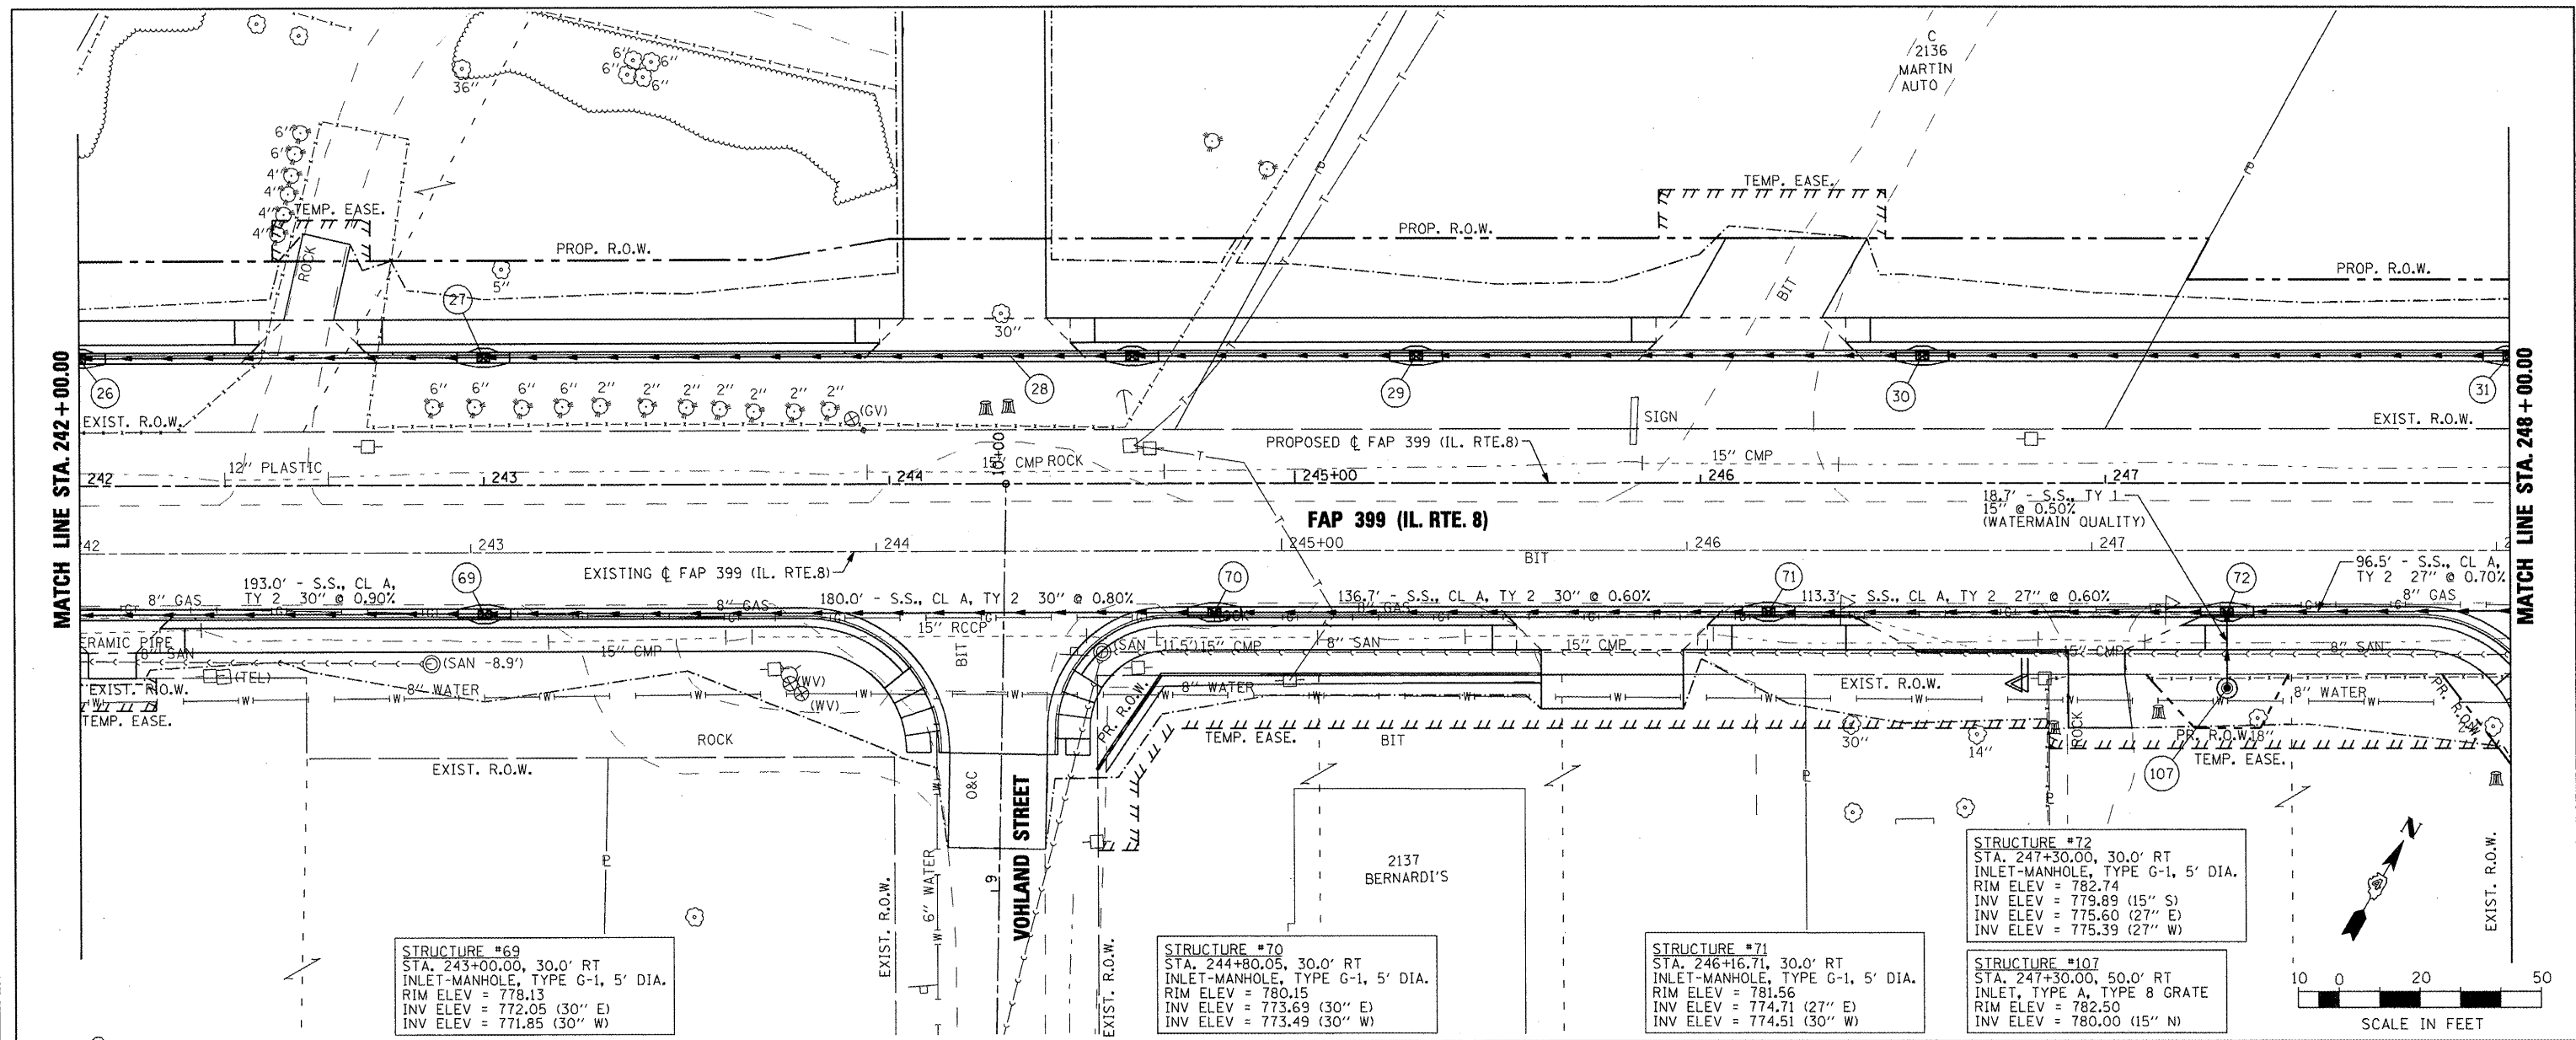 C
2136
MARTIN
AUTO
6"
6"
6"
6"
36"
6"
6"
4"
4"
4"
4"
TEMP. EASE.
TEMP. EASE.
ROCK
PROP. R.O.W.
PROP. R.O.W.
PROP. R.O.W.
5"
27
30"
BIT
MATCH LINE STA. 242+00.00
MATCH LINE STA. 248+00.00
26
28
29
30
31
6" 6" 6" 6" 2" 2" 2" 2" 2" 2" 2"
(GV)
SIGN
EXIST. R.O.W.
EXIST. R.O.W.
PROPOSED ℄ FAP 399 (IL. RTE.8)
12" PLASTIC
15" CMP
ROCK
15" CMP
10+00
242
243
244
245+00
246
247
18.7' - S.S., TY 1
15" @ 0.50%
(WATERMAIN QUALITY)
FAP 399 (IL. RTE. 8)
42
243
244
245+00
246
247
2
BIT
EXISTING ℄ FAP 399 (IL. RTE.8)
69
70
71
72
193.0' - S.S., CL A,
TY 2 30" @ 0.90%
180.0' - S.S., CL A, TY 2 30" @ 0.80%
136.7' - S.S., CL A, TY 2 30" @ 0.60%
113.3' - S.S., CL A, TY 2 27" @ 0.60%
96.5' - S.S., CL A,
TY 2 27" @ 0.70%
8" GAS
8" GAS
8" GAS
8" GAS
15" RCCP
ERAMIC PIPE
8" SAN
(SAN -8.9')
15" CMP
BIT
(SAN -11.5')
15" CMP
8" SAN
15" CMP
15" CMP
8" SAN
(TEL)
(WV)
(WV)
EXIST. R.O.W.
8" WATER
8" WATER
EXIST. R.O.W.
8" WATER
TEMP. EASE.
PR. R.O.W.
PR. R.O.W.
ROCK
EXIST. R.O.W.
TEMP. EASE.
BIT
30"
14"
ROCK
PR. R.O.W.
18"
TEMP. EASE.
107
O&C
VOHLAND STREET
9
6" WATER
EXIST. R.O.W.
EXIST. R.O.W.
EXIST. R.O.W.
2137
BERNARDI'S
N
STRUCTURE #69
STA. 243+00.00, 30.0' RT
INLET-MANHOLE, TYPE G-1, 5' DIA.
RIM ELEV = 778.13
INV ELEV = 772.05 (30" E)
INV ELEV = 771.85 (30" W)
STRUCTURE #70
STA. 244+80.05, 30.0' RT
INLET-MANHOLE, TYPE G-1, 5' DIA.
RIM ELEV = 780.15
INV ELEV = 773.69 (30" E)
INV ELEV = 773.49 (30" W)
STRUCTURE #71
STA. 246+16.71, 30.0' RT
INLET-MANHOLE, TYPE G-1, 5' DIA.
RIM ELEV = 781.56
INV ELEV = 774.71 (27" E)
INV ELEV = 774.51 (30" W)
STRUCTURE #72
STA. 247+30.00, 30.0' RT
INLET-MANHOLE, TYPE G-1, 5' DIA.
RIM ELEV = 782.74
INV ELEV = 779.89 (15" S)
INV ELEV = 775.60 (27" E)
INV ELEV = 775.39 (27" W)
STRUCTURE #107
STA. 247+30.00, 50.0' RT
INLET, TYPE A, TYPE 8 GRATE
RIM ELEV = 782.50
INV ELEV = 780.00 (15" N)
10 0 20 50
SCALE IN FEET